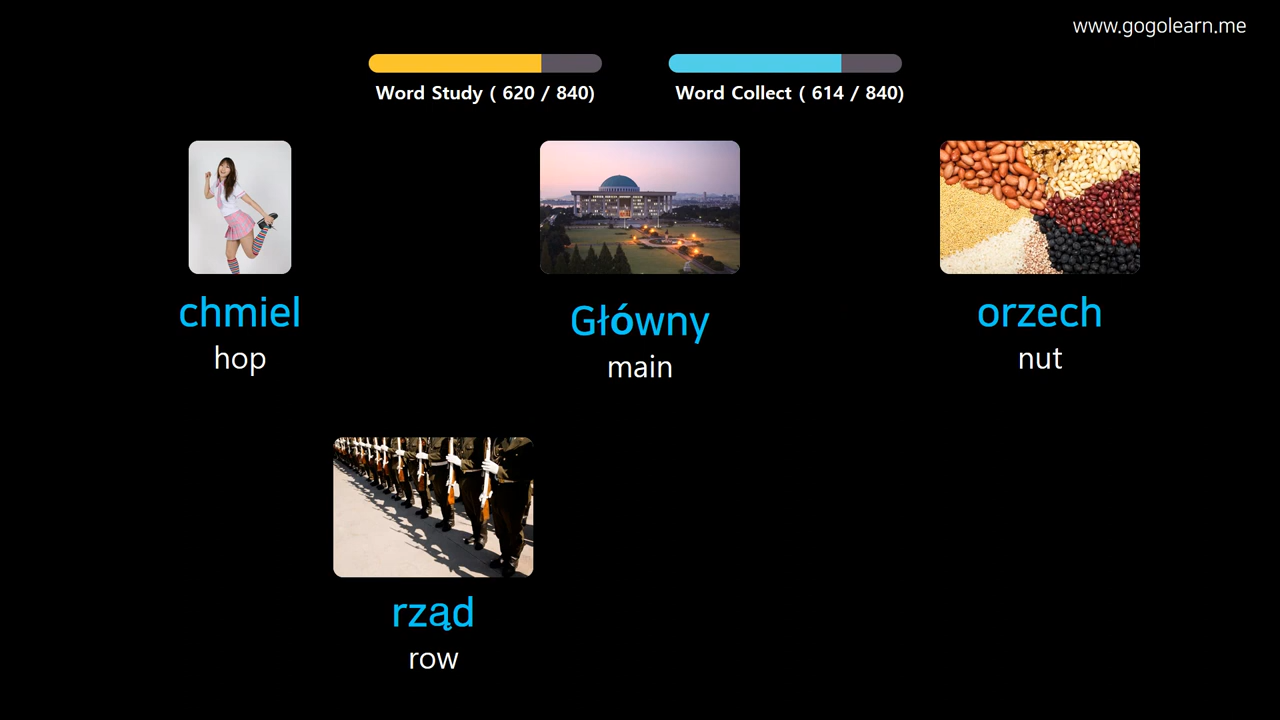 www.gogolearn.me
Word Study ( 620 / 840)
Word Collect ( 614 / 840)
chmiel
hop
Główny
main
orzech
nut
rząd
row